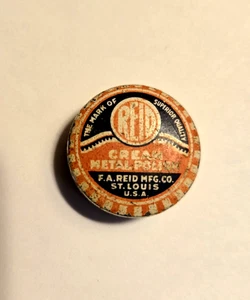 THE MARK OF SUPERIOR QUALITY
REID
CREAM
METAL POLISH
F.A. REID MFG. CO.
ST. LOUIS
U.S.A.